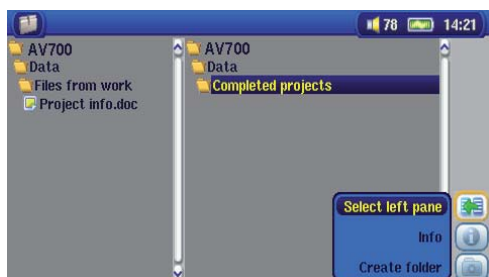 78 14:21
AV700
Data
Files from work
Project info.doc
AV700
Data
Completed projects
Select left pane
Info
Create folder